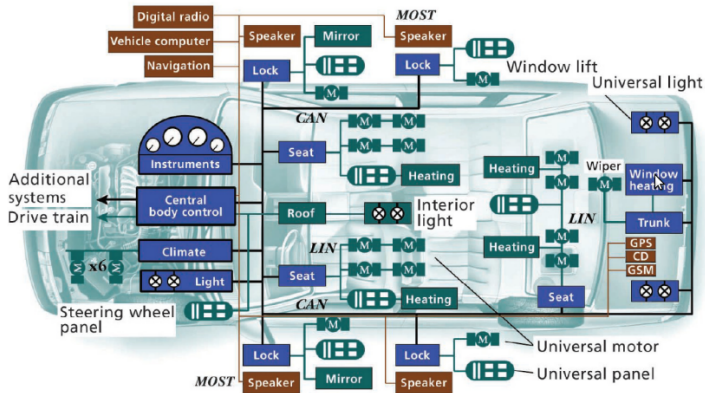 Digital radio
MOST
Vehicle computer
Speaker
Mirror
Speaker
Navigation
Lock
Lock
M
M
Window lift
Universal light
CAN
Instruments
Seat
M M
M M
Heating
Heating
M
M
Wiper
M
Window heating
Additional systems
Drive train
Central body control
Roof
Interior light
LIN
Trunk
Climate
LIN
M x6 M
Light
Seat
M M
M M
Heating
Heating
M
M
GPS
CD
GSM
CAN
Seat
Steering wheel panel
Lock
M
Lock
M
Universal motor
MOST
Speaker
Mirror
Speaker
Universal panel